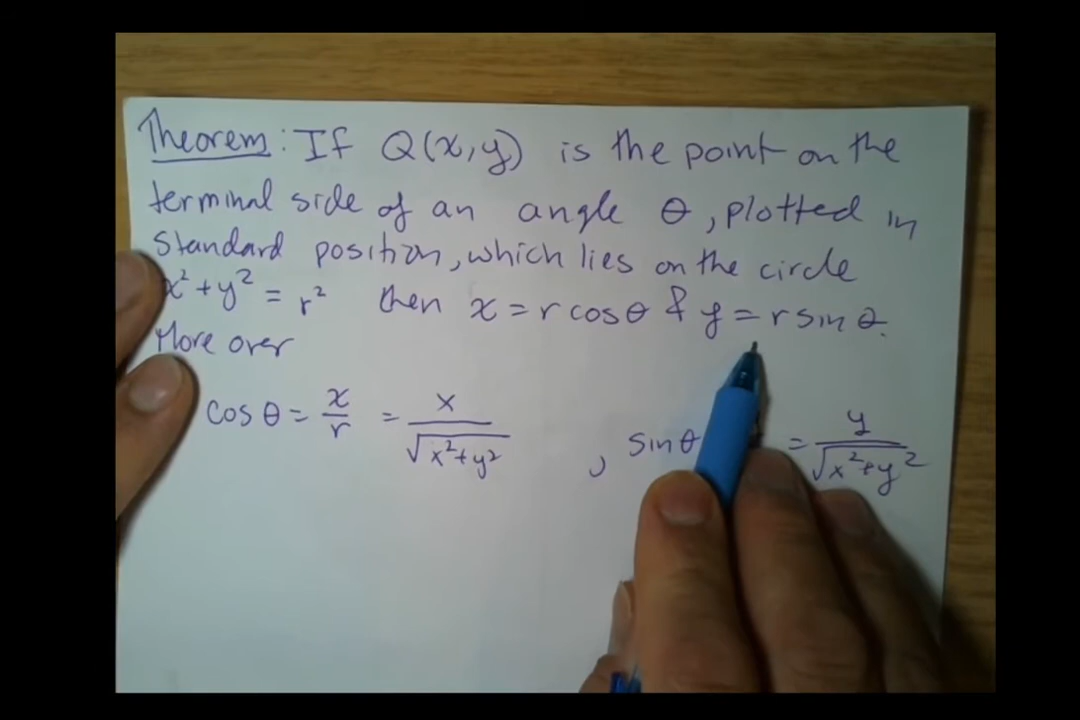 Theorem: If Q(x,y) is the point on the
terminal side of an angle θ, plotted in
standard position, which lies on the circle
x² + y² = r² then x = r cos θ & y = r sin θ.
More over
cos θ = x/r = x/√(x²+y²) , sin θ = y/√(x²+y²)